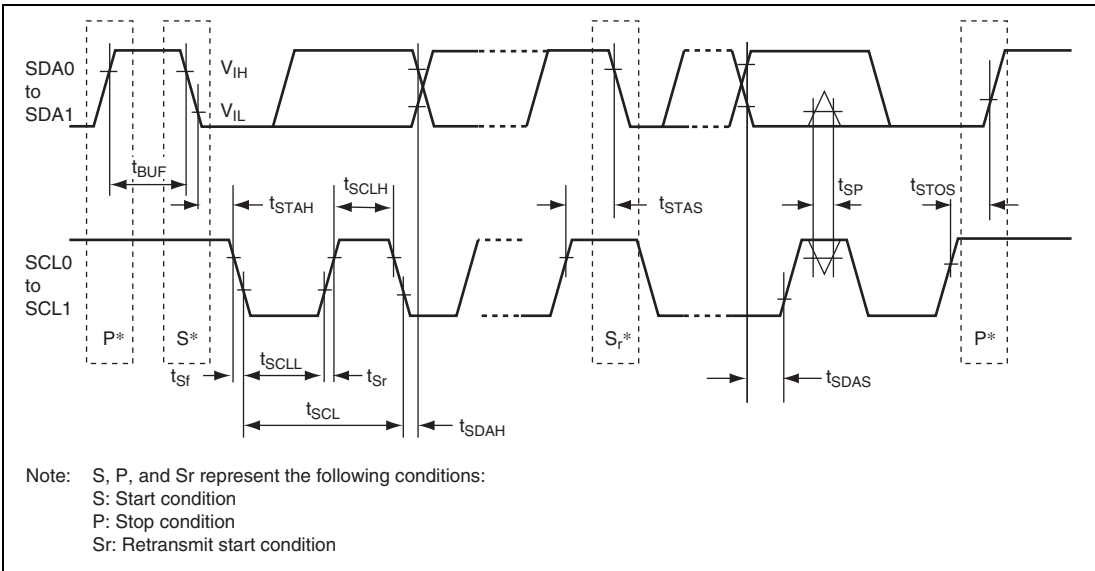 SDA0
to
SDA1
VIH
VIL
tBUF
tSTAH
tSCLH
tSTAS
tSP
tSTOS
SCL0
to
SCL1
P*
S*
Sr*
P*
tSf
tSCLL
tSr
tSCL
tSDAH
tSDAS
Note: S, P, and Sr represent the following conditions:
S: Start condition
P: Stop condition
Sr: Retransmit start condition